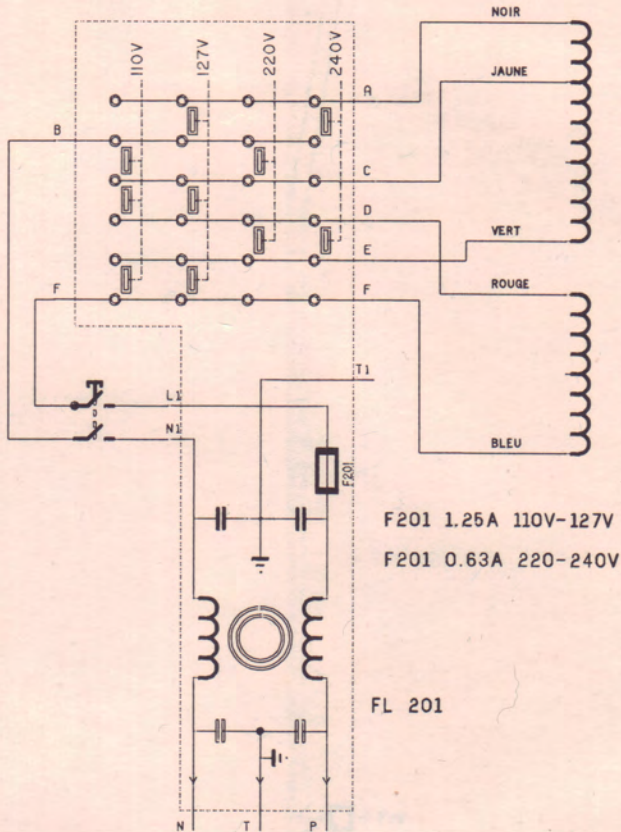 NOIR
110V
127V
220V
240V
A
JAUNE
B
C
D
VERT
E
ROUGE
F
F
T1
L1
N1
F201
BLEU
F201 1.25A 110V-127V
F201 0.63A 220-240V
FL 201
N
T
P